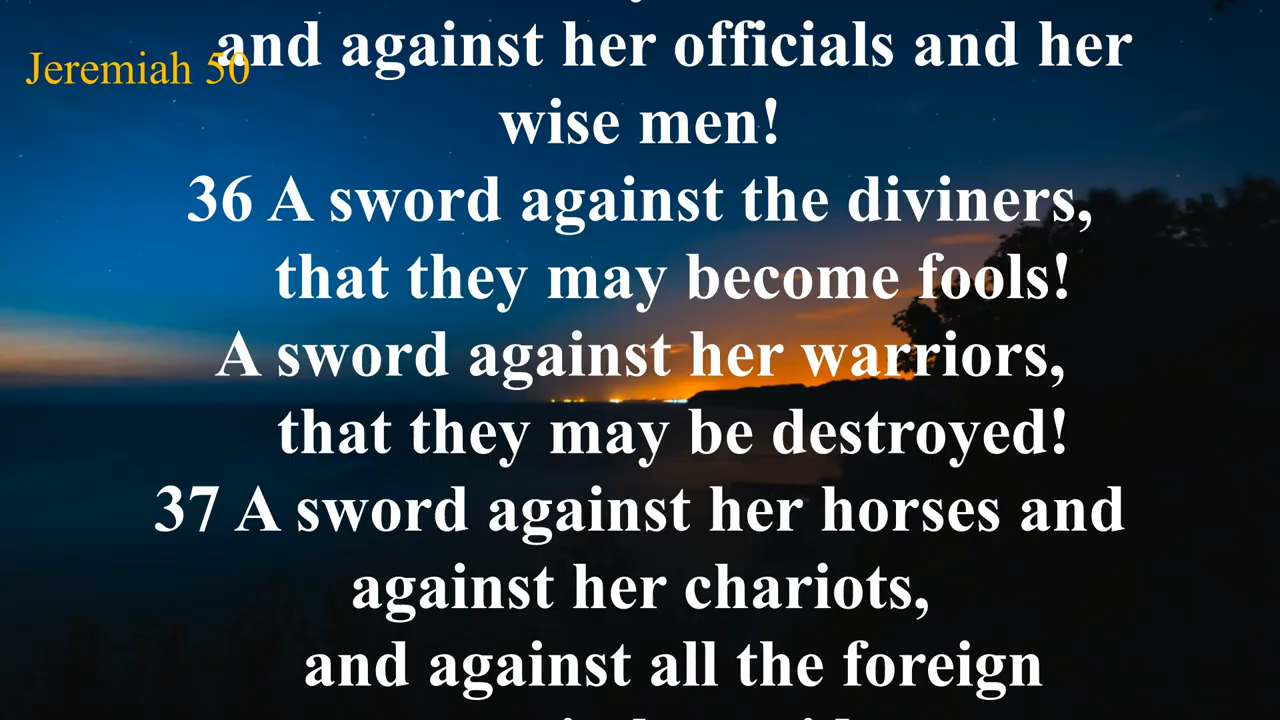 Jeremiah 50
and against her officials and her
wise men!
36 A sword against the diviners,
that they may become fools!
A sword against her warriors,
that they may be destroyed!
37 A sword against her horses and
against her chariots,
and against all the foreign